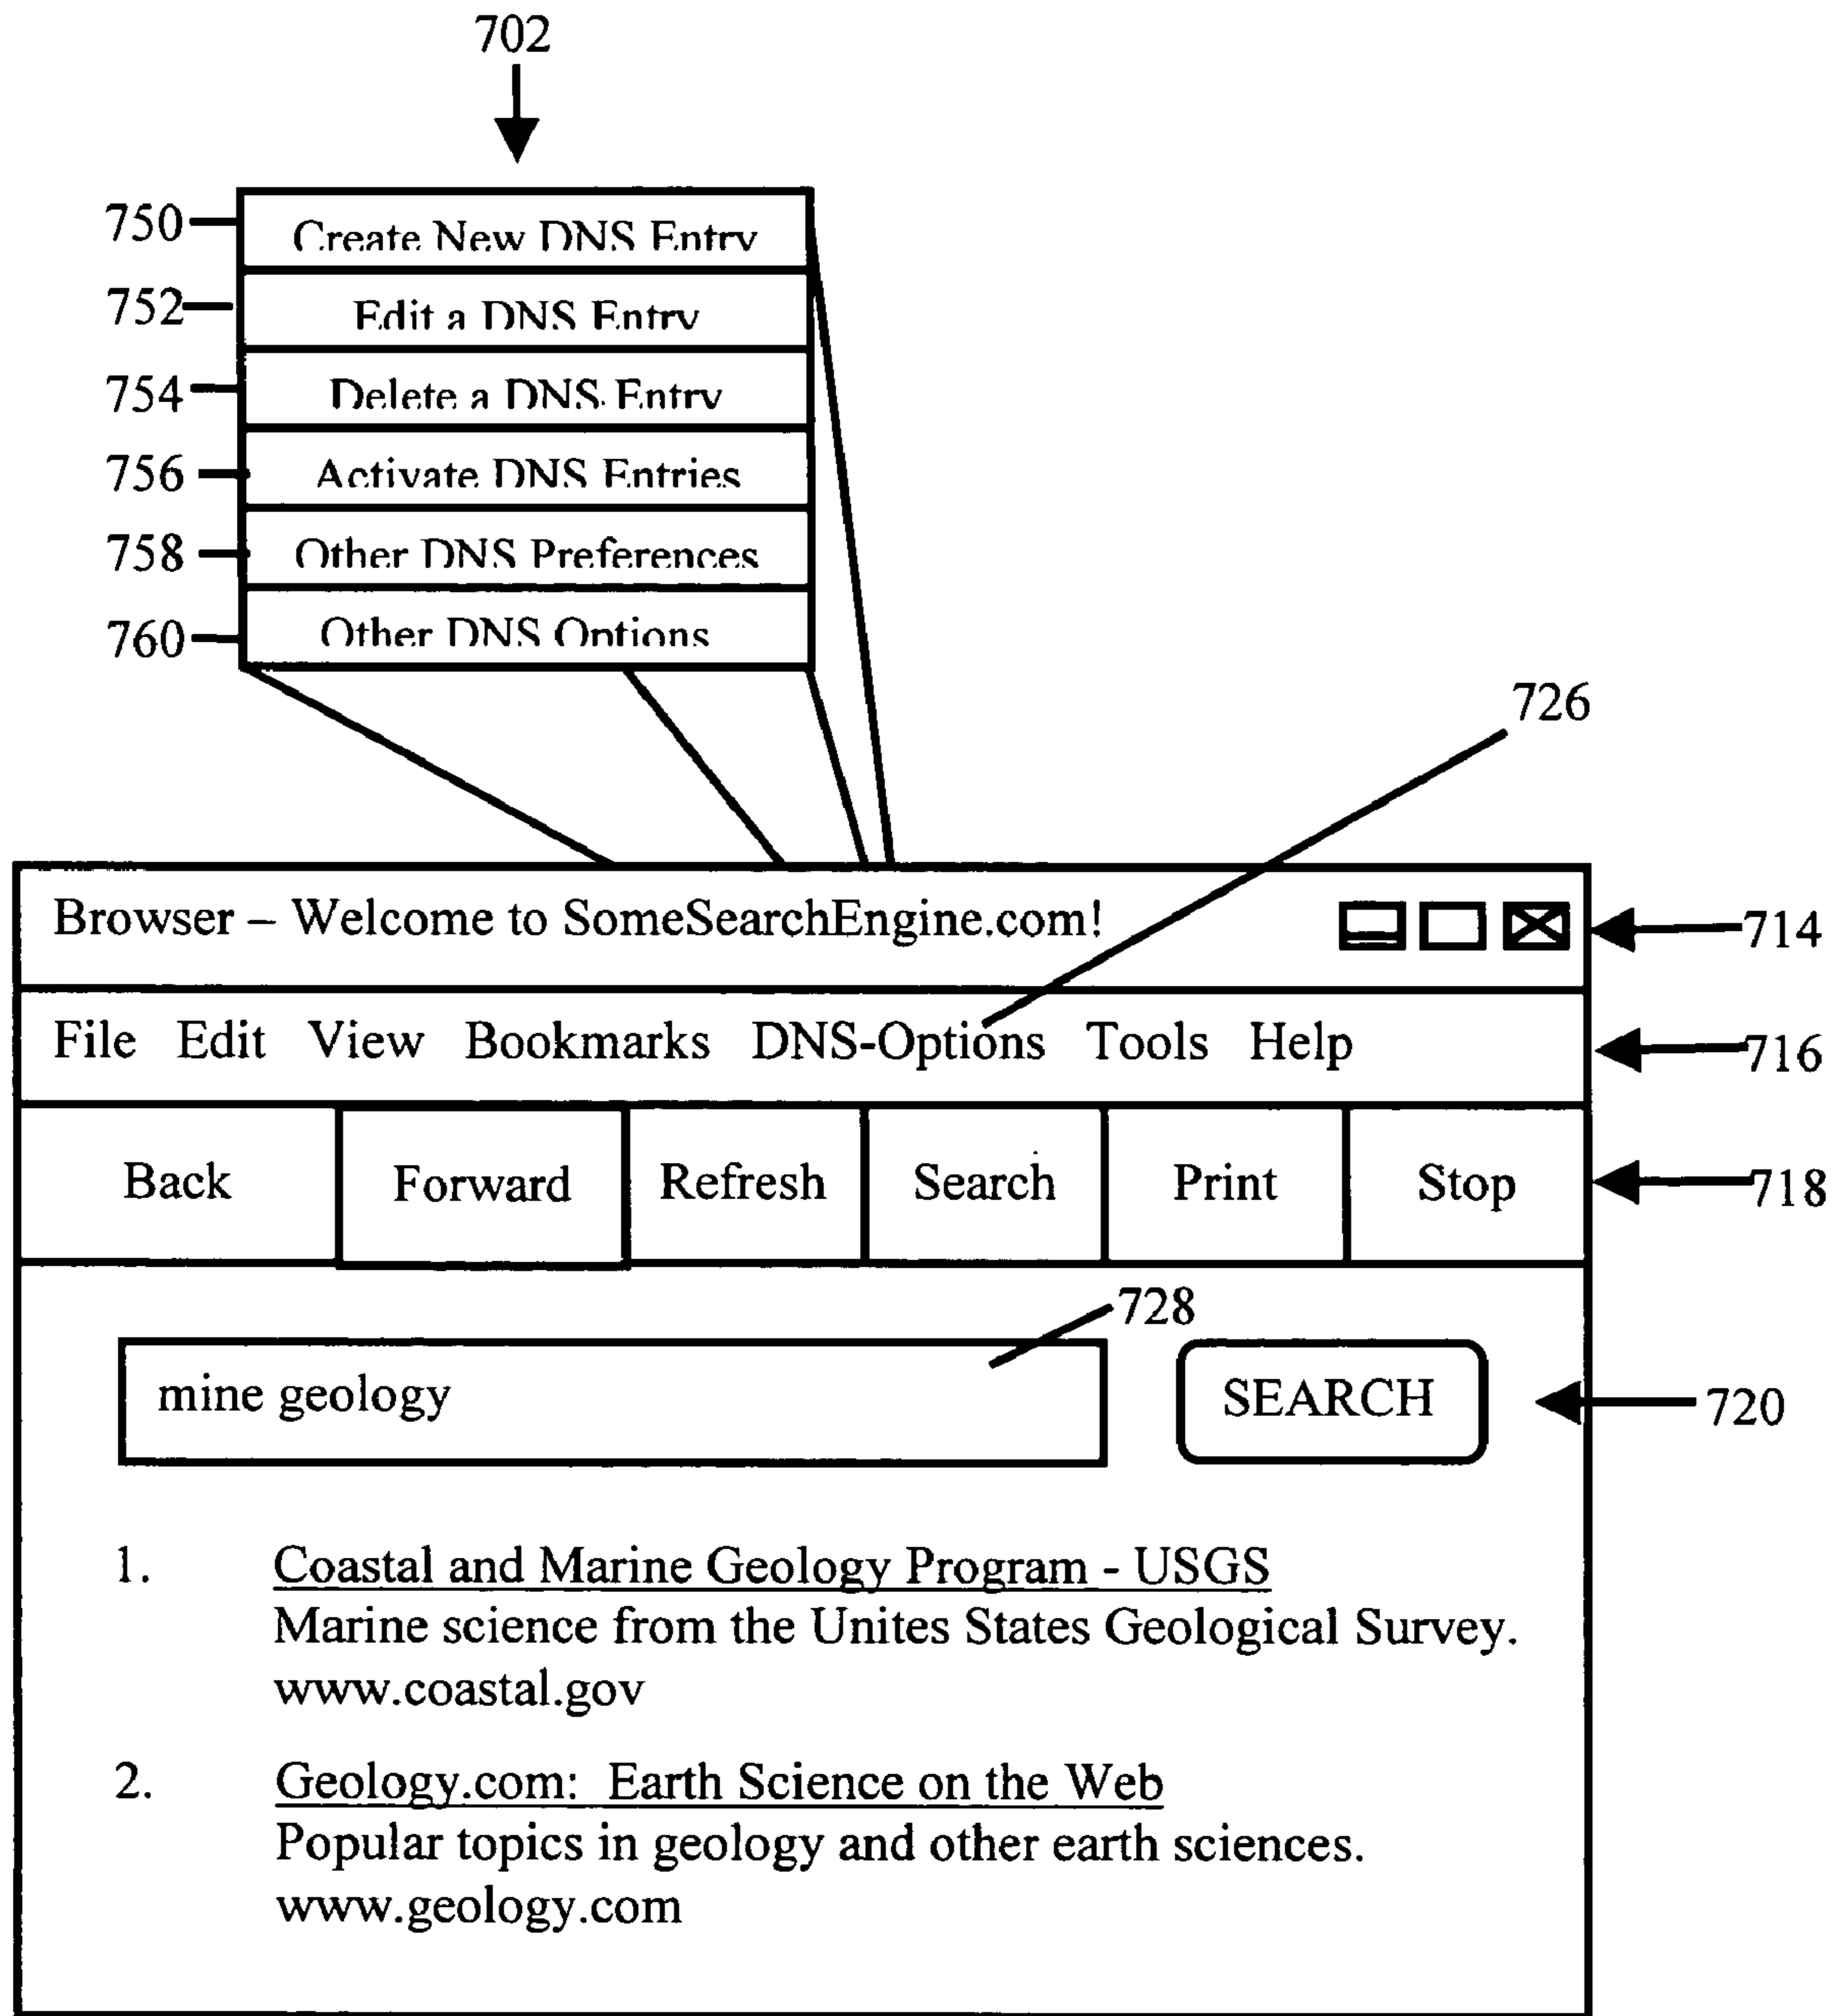 702
750 Create New DNS Entry
752 Edit a DNS Entry
754 Delete a DNS Entry
756 Activate DNS Entries
758 Other DNS Preferences
760 Other DNS Options
726
Browser – Welcome to SomeSearchEngine.com! 714
File Edit View Bookmarks DNS-Options Tools Help 716
Back Forward Refresh Search Print Stop 718
728
mine geology SEARCH 720
1. Coastal and Marine Geology Program - USGS
Marine science from the Unites States Geological Survey.
www.coastal.gov
2. Geology.com: Earth Science on the Web
Popular topics in geology and other earth sciences.
www.geology.com